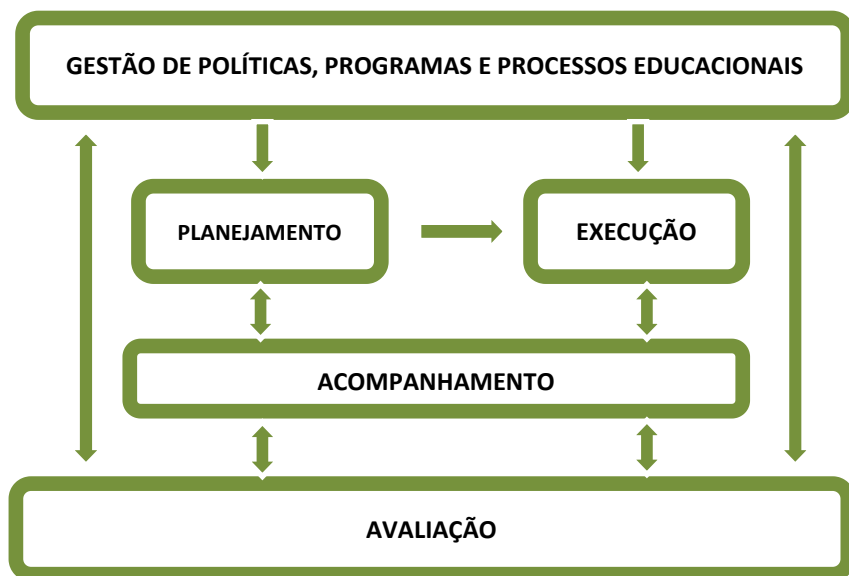 GESTÃO DE POLÍTICAS, PROGRAMAS E PROCESSOS EDUCACIONAIS
PLANEJAMENTO
EXECUÇÃO
ACOMPANHAMENTO
AVALIAÇÃO